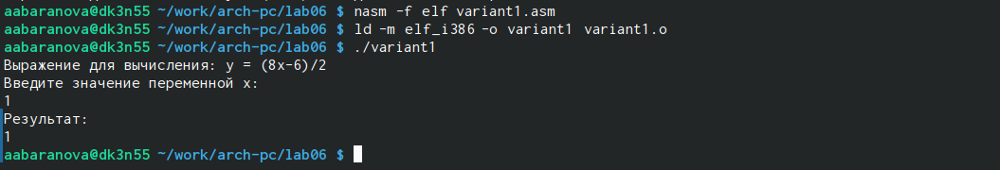 aabaranova@dk3n55 ~/work/arch-pc/lab06 $ nasm -f elf variant1.asm
aabaranova@dk3n55 ~/work/arch-pc/lab06 $ ld -m elf_i386 -o variant1 variant1.o
aabaranova@dk3n55 ~/work/arch-pc/lab06 $ ./variant1
Выражение для вычисления: y = (8x-6)/2
Введите значение переменной x:
1
Результат:
1
aabaranova@dk3n55 ~/work/arch-pc/lab06 $